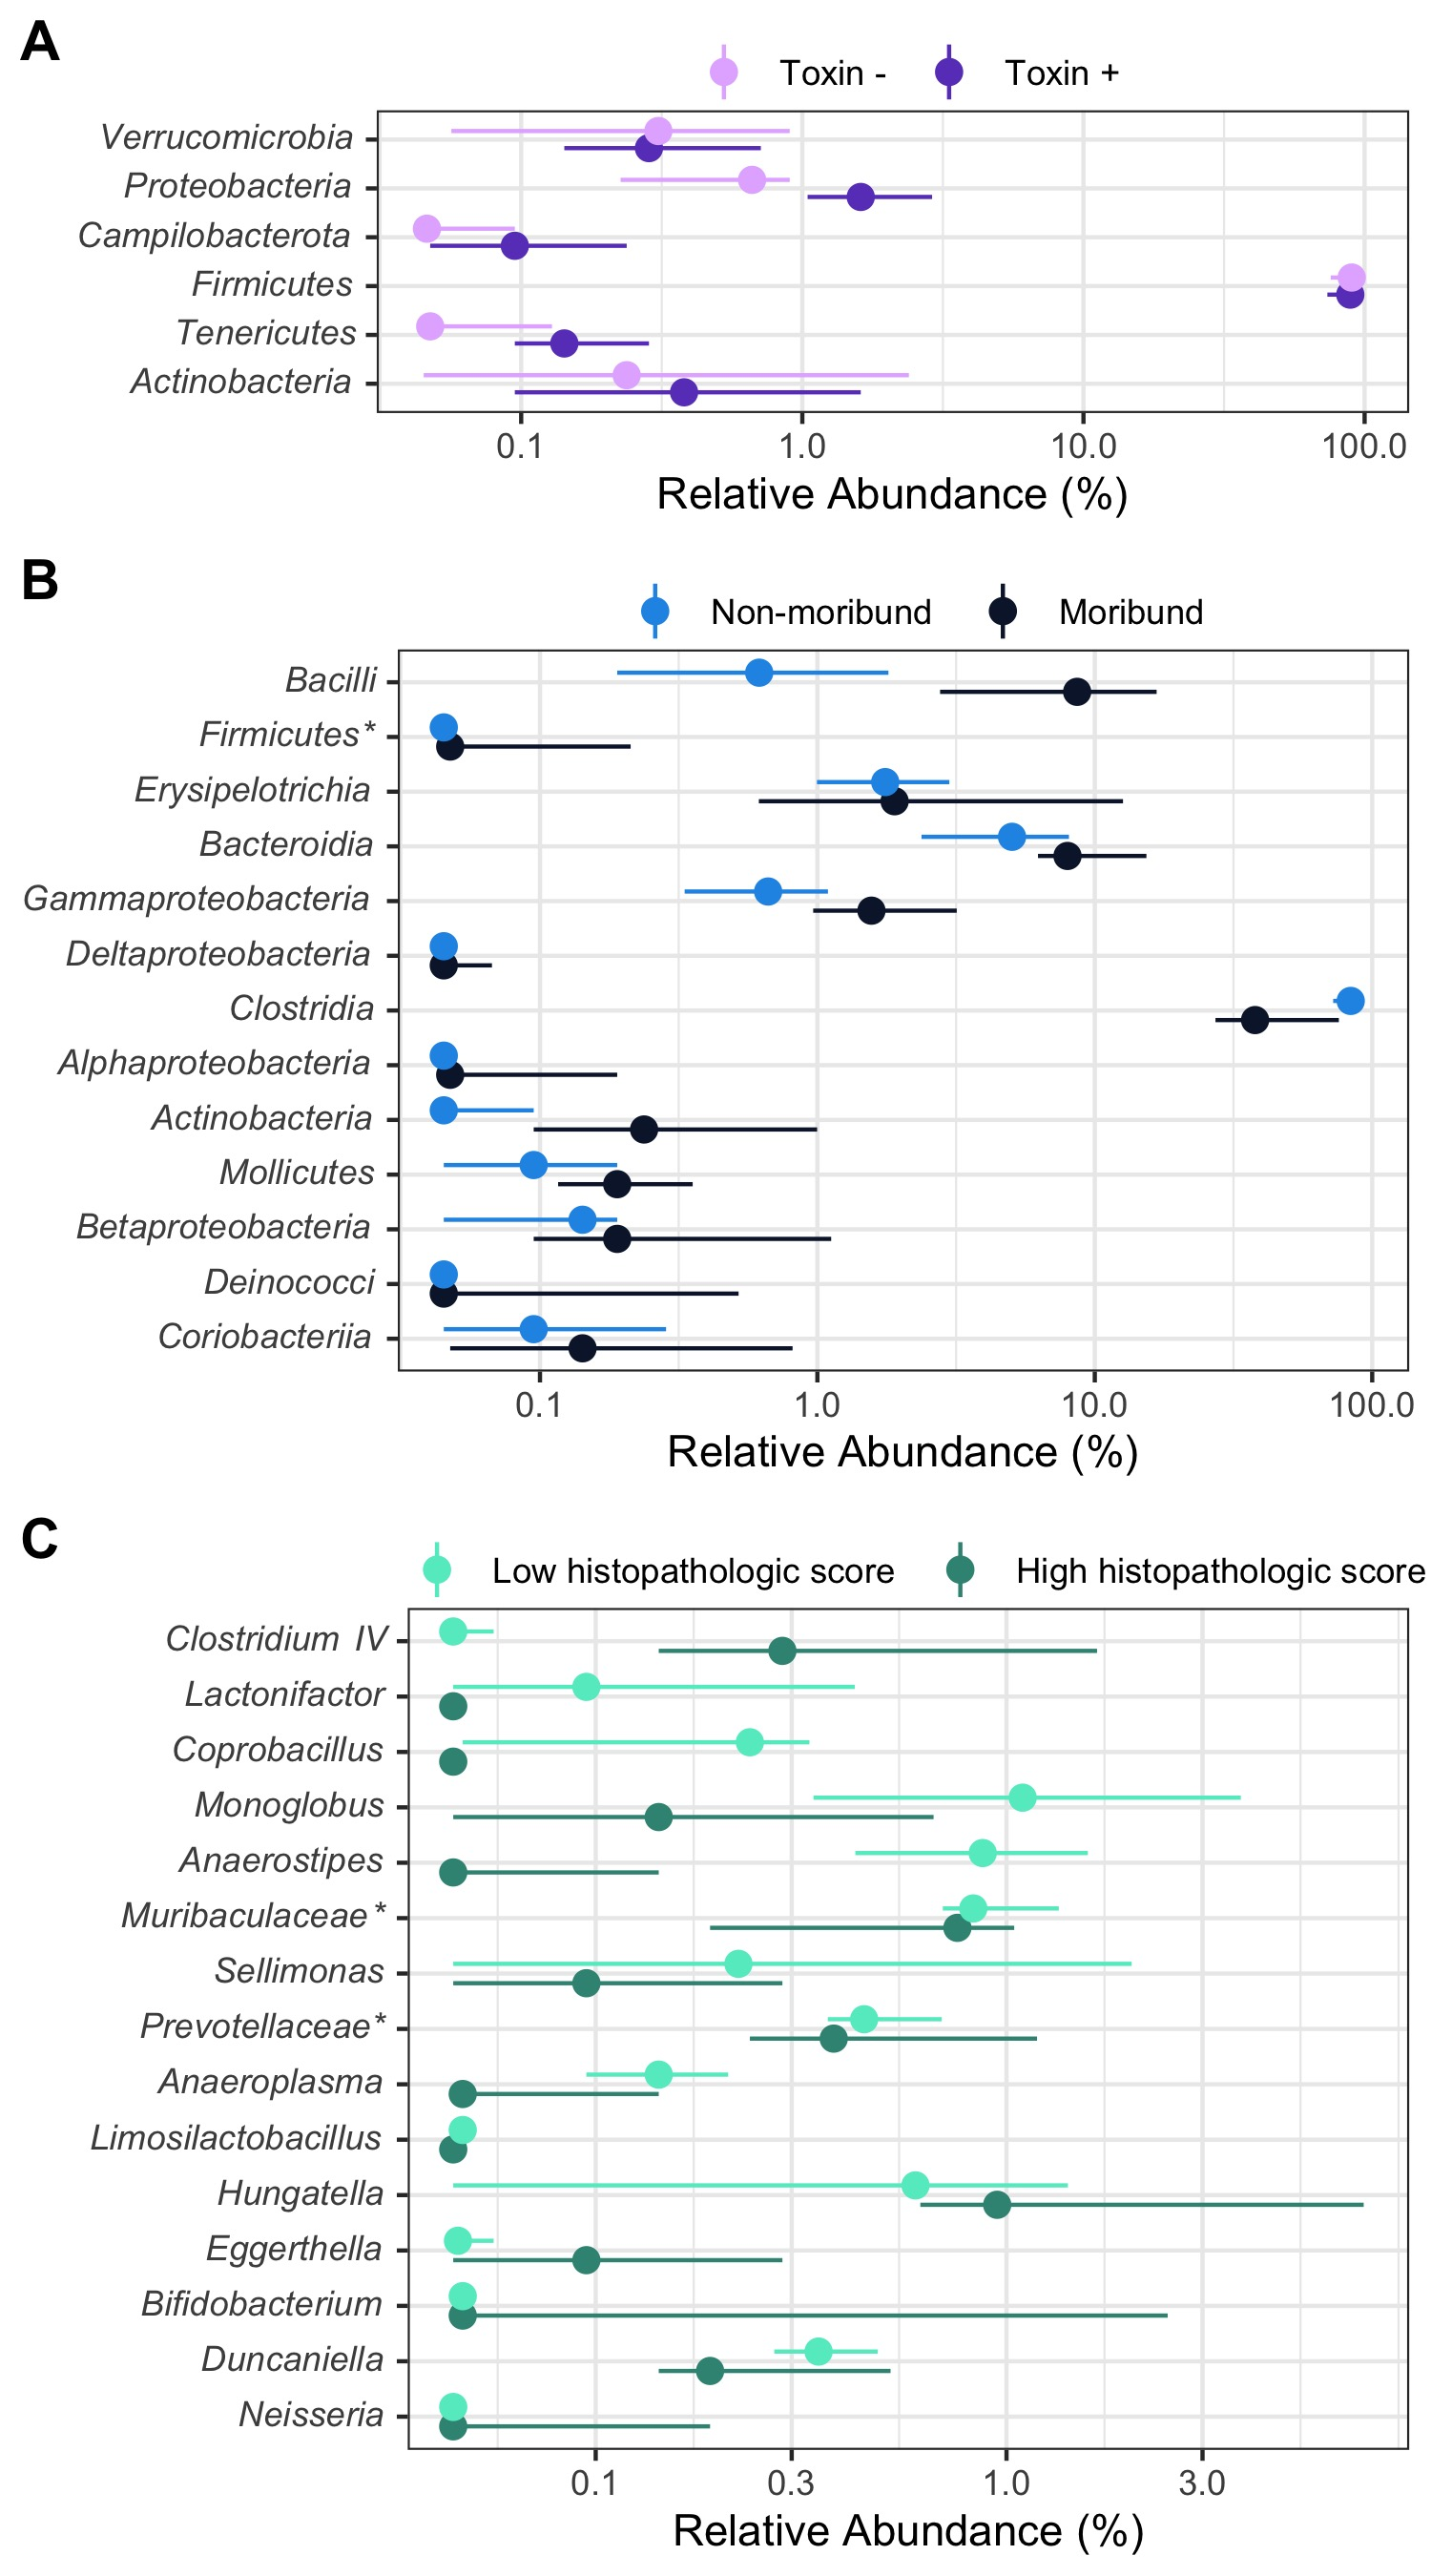 A
Toxin - Toxin +
Verrucomicrobia
Proteobacteria
Campilobacterota
Firmicutes
Tenericutes
Actinobacteria
0.1 1.0 10.0 100.0
Relative Abundance (%)
B
Non-moribund Moribund
Bacilli
Firmicutes*
Erysipelotrichia
Bacteroidia
Gammaproteobacteria
Deltaproteobacteria
Clostridia
Alphaproteobacteria
Actinobacteria
Mollicutes
Betaproteobacteria
Deinococci
Coriobacteriia
0.1 1.0 10.0 100.0
Relative Abundance (%)
C
Low histopathologic score High histopathologic score
Clostridium IV
Lactonifactor
Coprobacillus
Monoglobus
Anaerostipes
Muribaculaceae*
Sellimonas
Prevotellaceae*
Anaeroplasma
Limosilactobacillus
Hungatella
Eggerthella
Bifidobacterium
Duncaniella
Neisseria
0.1 0.3 1.0 3.0
Relative Abundance (%)